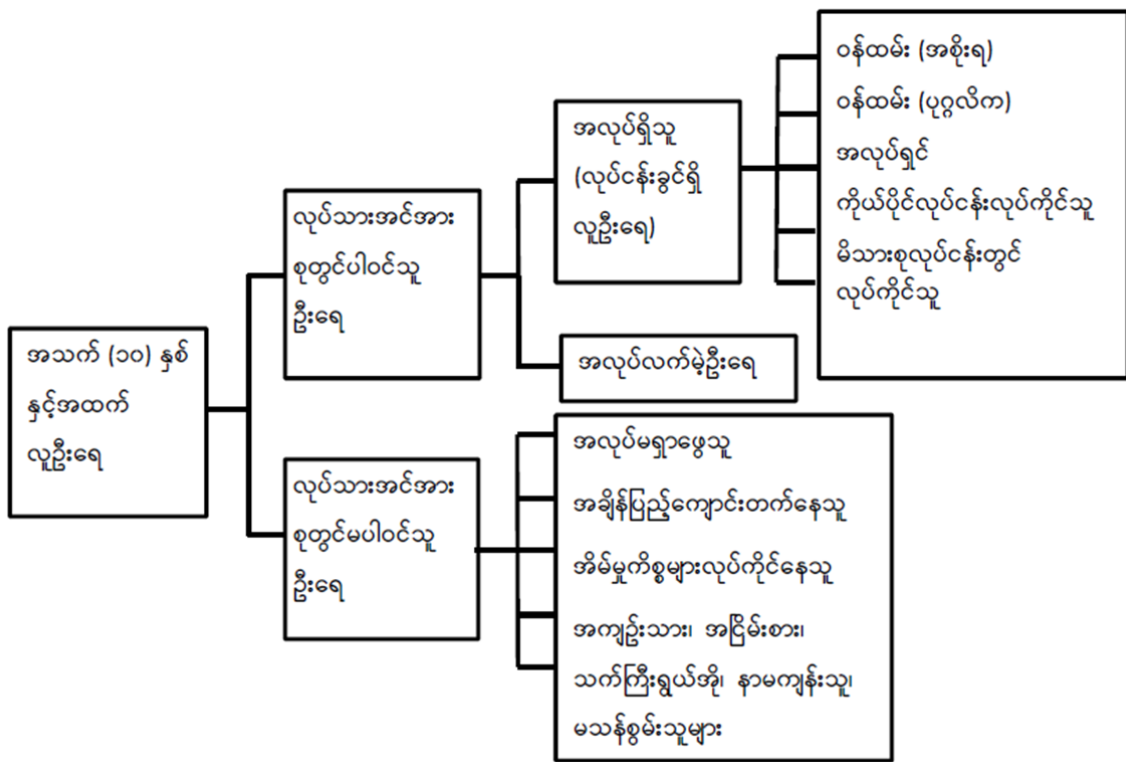 အသက် (၁၀) နှစ်
နှင့်အထက်
လူဦးရေ
လုပ်သားအင်အား
စုတွင်ပါဝင်သူ
ဦးရေ
အလုပ်ရှိသူ
(လုပ်ငန်းခွင်ရှိ
လူဦးရေ)
ဝန်ထမ်း (အစိုးရ)
ဝန်ထမ်း (ပုဂ္ဂလိက)
အလုပ်ရှင်
ကိုယ်ပိုင်လုပ်ငန်းလုပ်ကိုင်သူ
မိသားစုလုပ်ငန်းတွင်
လုပ်ကိုင်သူ
အလုပ်လက်မဲ့ဦးရေ
လုပ်သားအင်အား
စုတွင်မပါဝင်သူ
ဦးရေ
အလုပ်မရှာဖွေသူ
အချိန်ပြည့်ကျောင်းတက်နေသူ
အိမ်မှုကိစ္စများလုပ်ကိုင်နေသူ
အကျဥ်းသား၊ အငြိမ်းစား၊
သက်ကြီးရွယ်အို၊ နာမကျန်းသူ၊
မသန်စွမ်းသူများ